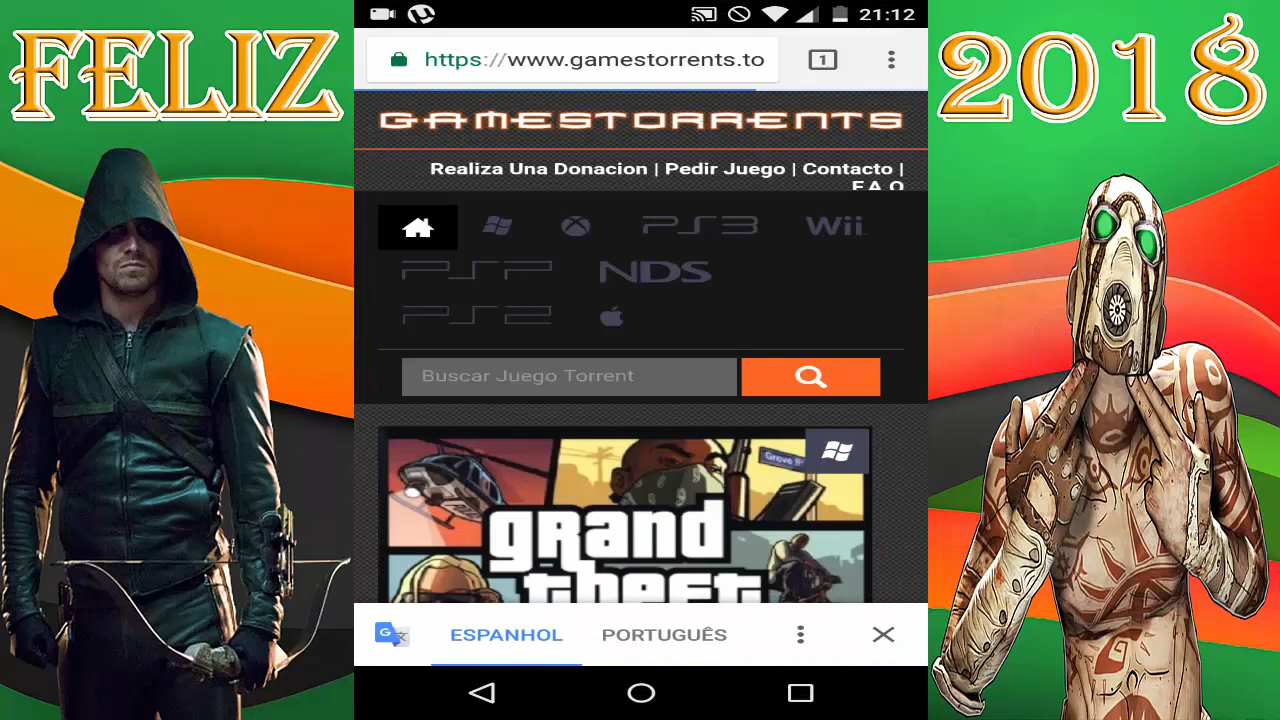 FELIZ
2018
21:12
https://www.gamestorrents.to
1
GAMESTORRENTS
Realiza Una Donacion | Pedir Juego | Contacto |
F.A.Q
PS3
Wii
PSP
NDS
PS2
Buscar Juego Torrent
Grove S
grand
theft
ESPANHOL
PORTUGUÊS